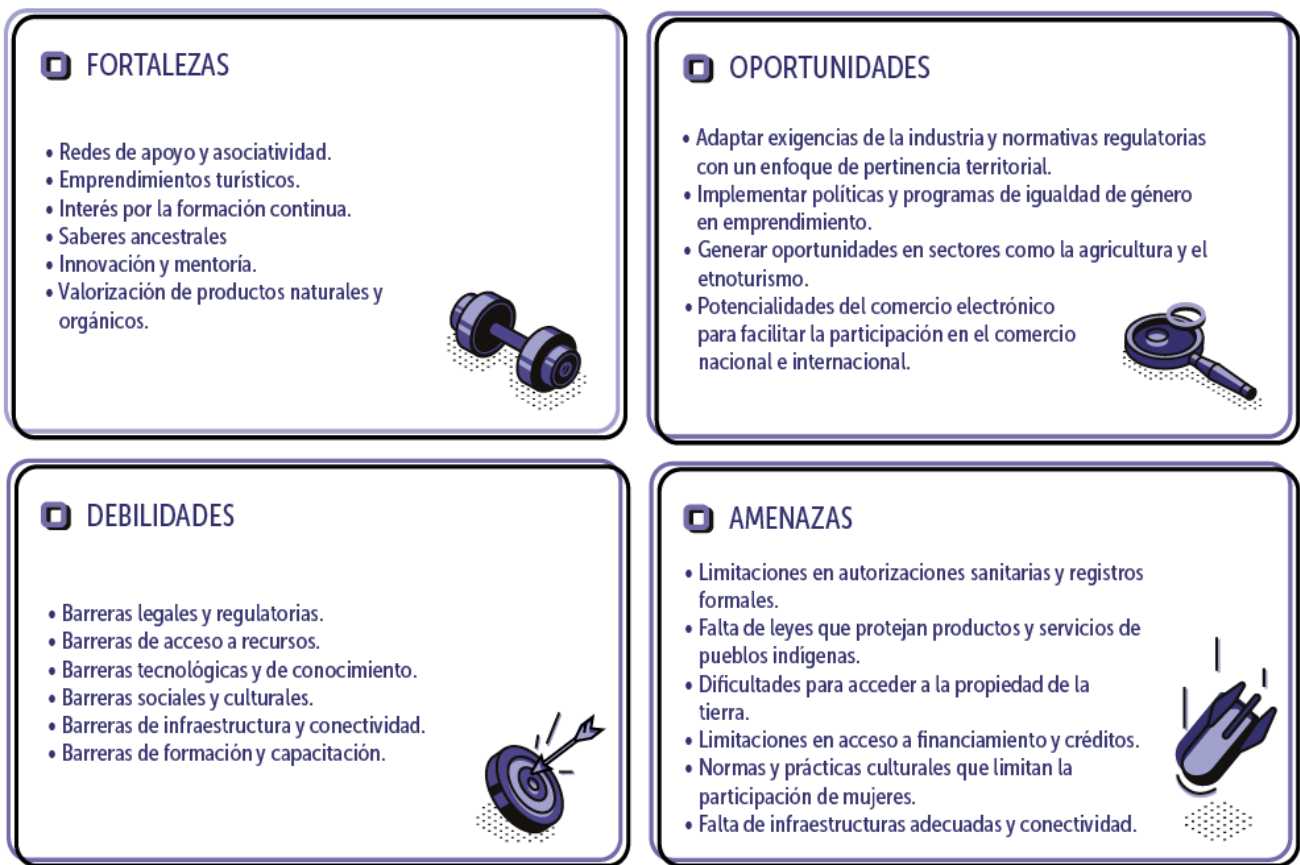 FORTALEZAS
• Redes de apoyo y asociatividad.
• Emprendimientos turísticos.
• Interés por la formación continua.
• Saberes ancestrales
• Innovación y mentoría.
• Valorización de productos naturales y
orgánicos.
OPORTUNIDADES
• Adaptar exigencias de la industria y normativas regulatorias
con un enfoque de pertinencia territorial.
• Implementar políticas y programas de igualdad de género
en emprendimiento.
• Generar oportunidades en sectores como la agricultura y el
etnoturismo.
• Potencialidades del comercio electrónico
para facilitar la participación en el comercio
nacional e internacional.
DEBILIDADES
• Barreras legales y regulatorias.
• Barreras de acceso a recursos.
• Barreras tecnológicas y de conocimiento.
• Barreras sociales y culturales.
• Barreras de infraestructura y conectividad.
• Barreras de formación y capacitación.
AMENAZAS
• Limitaciones en autorizaciones sanitarias y registros
formales.
• Falta de leyes que protejan productos y servicios de
pueblos indígenas.
• Dificultades para acceder a la propiedad de la
tierra.
• Limitaciones en acceso a financiamiento y créditos.
• Normas y prácticas culturales que limitan la
participación de mujeres.
• Falta de infraestructuras adecuadas y conectividad.